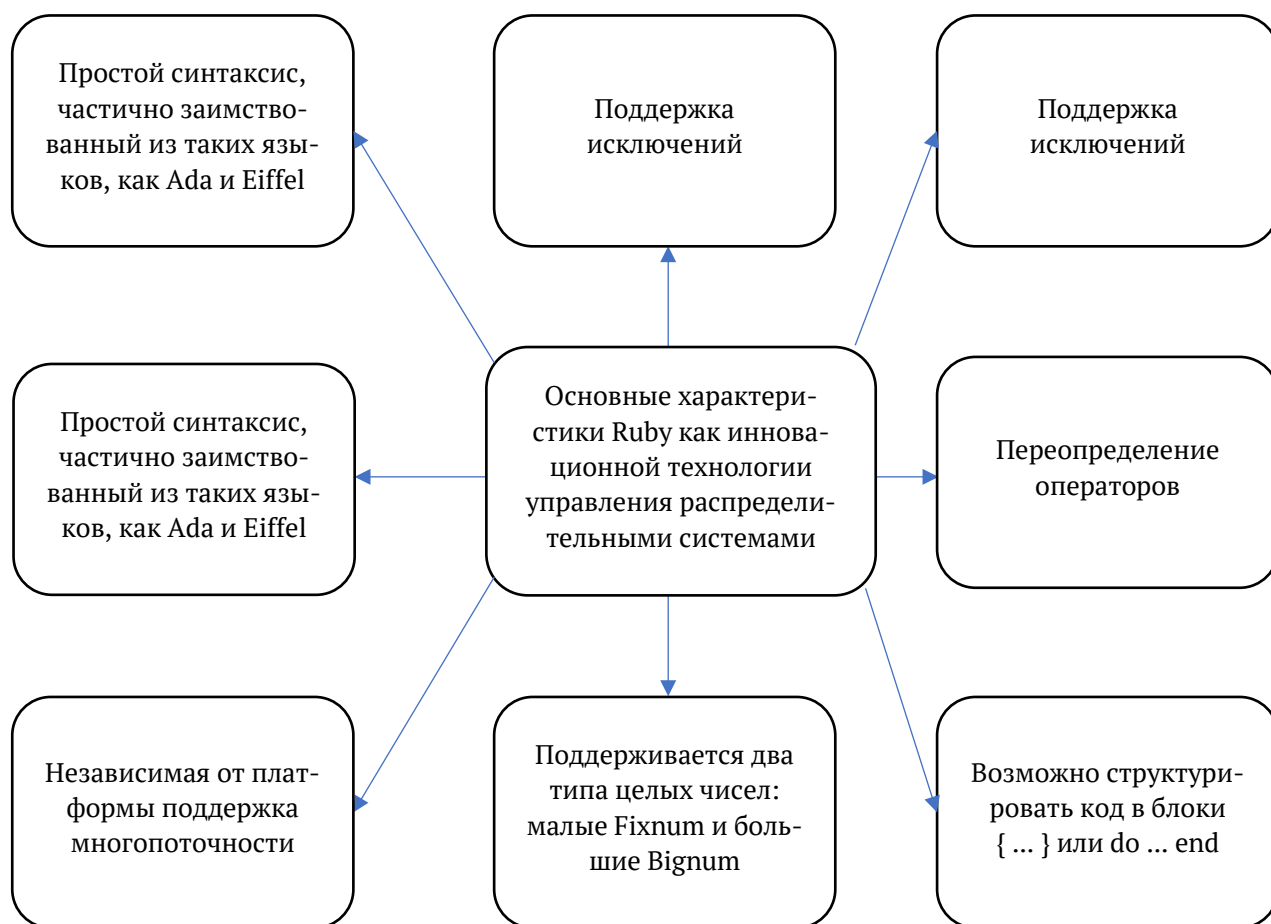 Простой синтаксис,
частично заимство-
ванный из таких язы-
ков, как Ada и Eiffel
Поддержка
исключений
Поддержка
исключений
Простой синтаксис,
частично заимство-
ванный из таких язы-
ков, как Ada и Eiffel
Основные характери-
стики Ruby как иннова-
ционной технологии
управления распредели-
тельными системами
Переопределение
операторов
Независимая от плат-
формы поддержка
многопоточности
Поддерживается два
типа целых чисел:
малые Fixnum и боль-
шие Bignum
Возможно структури-
ровать код в блоки
{ ... } или do ... end